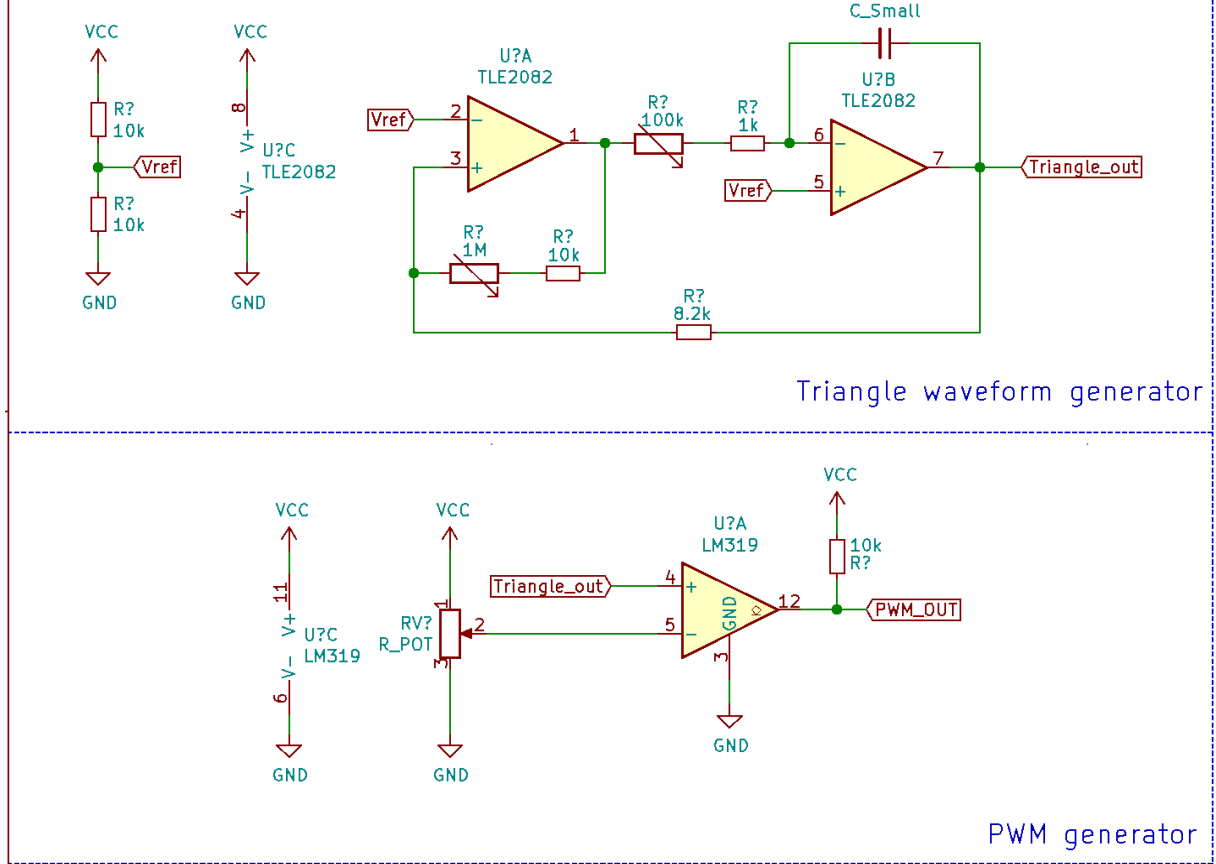 C_Small
VCC
VCC
U?A
TLE2082
U?B
TLE2082
R?
10k
8
V+
U?C
TLE2082
V-
4
Vref
R?
10k
GND
GND
Vref
2
-
3
+
1
R?
100k
R?
1k
6
-
7
Vref
5
+
Triangle_out
R?
1M
R?
10k
R?
8.2k
Triangle waveform generator
VCC
VCC
VCC
U?A
LM319
10k
R?
11
V+
U?C
LM319
V-
6
1
RV?
R_POT
2
3
Triangle_out
4
+
5
-
GND
12
3
PWM_OUT
GND
GND
GND
PWM generator